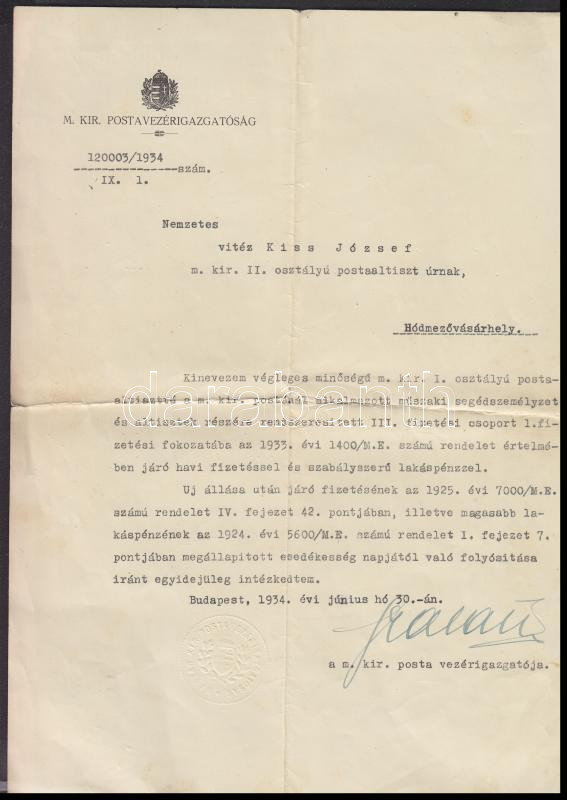 M. KIR. POSTAVEZÉRIGAZGATÓSÁG
120003/1934
szám.
IX. 1.
Nemzetes
vitéz Kiss József
m. kir. II. osztályú postaaltiszt úrnak,
Hódmezővásárhely.
Kinevezem végleges minőségű m. kir. I. osztályú posta-
altisztté a m. kir. postánál alkalmazott műszaki segédszemélyzet
és altisztek részére rendszeresitett III. fizetési csoport 1.fi-
zetési fokozatába az 1933. évi 1400/M.E. számú rendelet értelmé-
ben járó havi fizetéssel és szabályszerű lakáspénzzel.
Uj állása után járó fizetésének az 1925. évi 7000/M.E.
számú rendelet IV. fejezet 42. pontjában, illetve magasabb la-
káspénzének az 1924. évi 5600/M.E. számú rendelet I. fejezet 7.
pontjában megállapitott esedékesség napjától való folyósitása
iránt egyidejüleg intézkedtem.
Budapest, 1934. évi június hó 30.-án.
a m. kir. posta vezérigazgatója.
darabanth